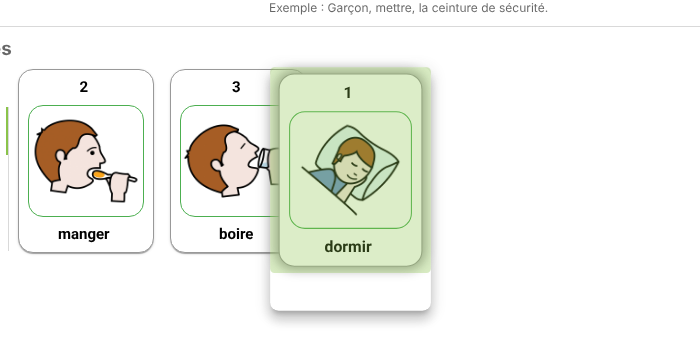 Exemple : Garçon, mettre, la ceinture de sécurité.
2
manger
3
boire
1
dormir